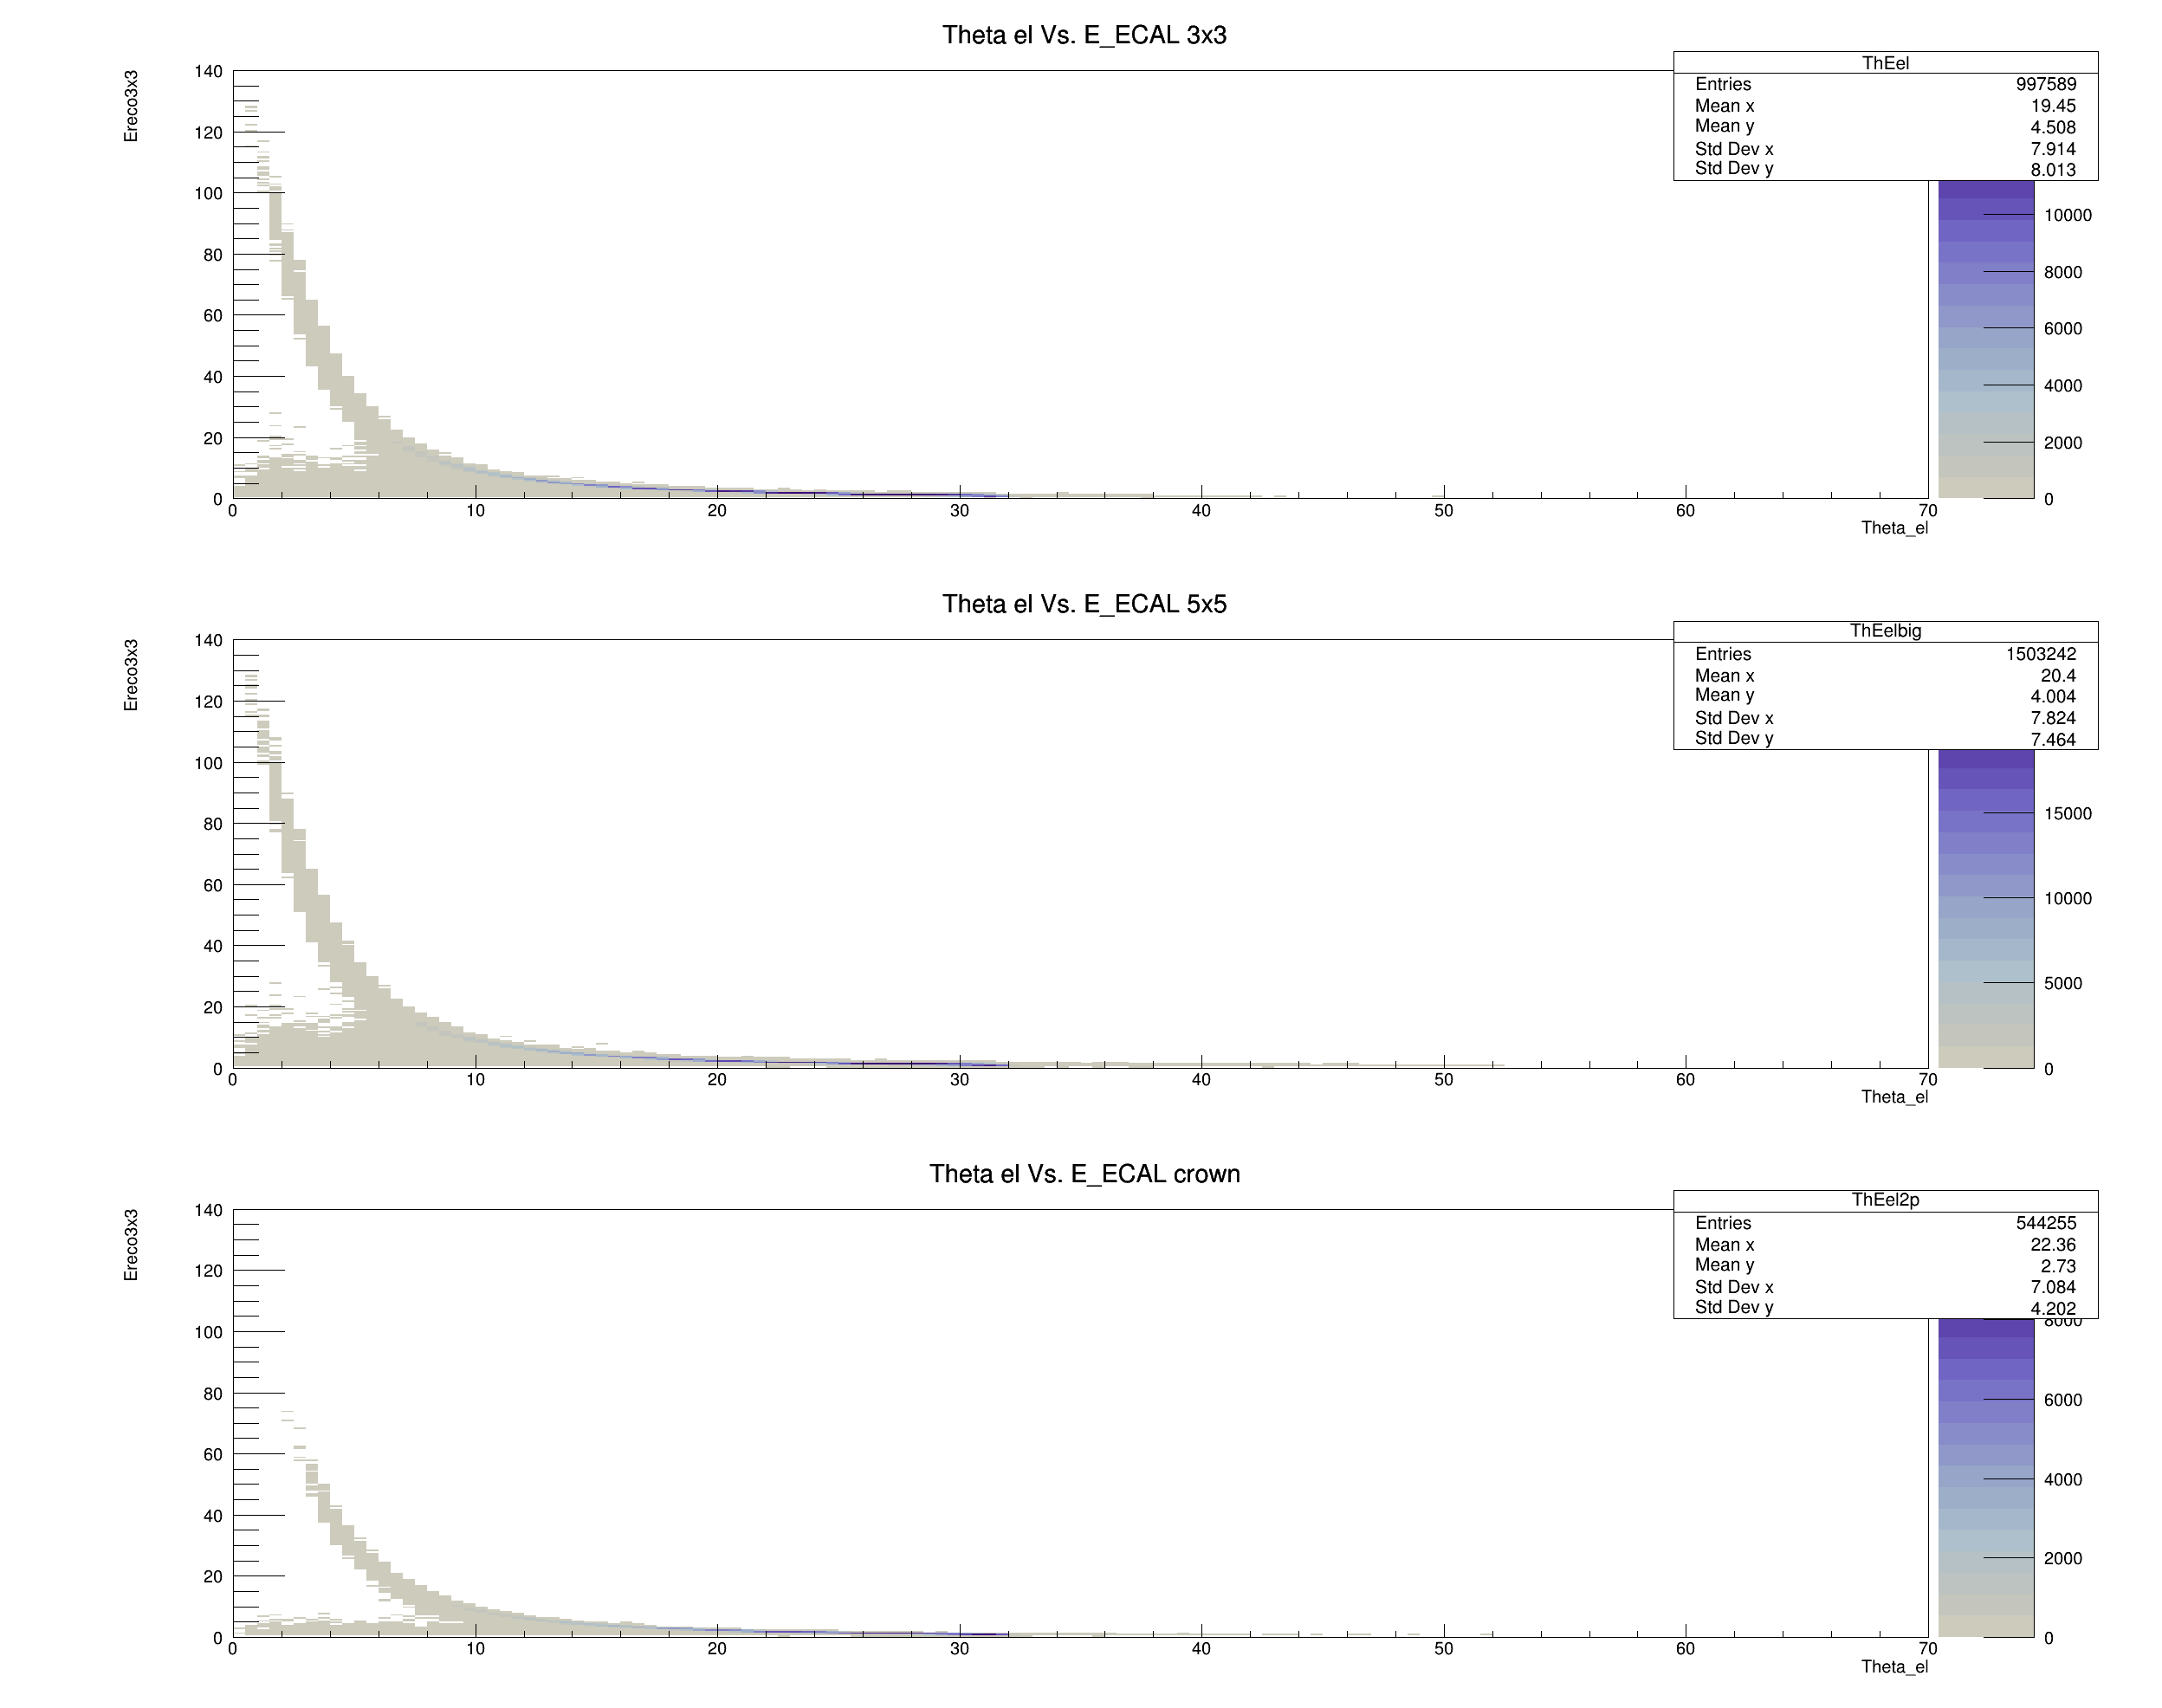 Theta el Vs. E_ECAL 3x3
Ereco3x3
140
120
100
80
60
40
20
0
0 10 20 30 40 50 60 70
Theta_el
ThEel
Entries 997589
Mean x 19.45
Mean y 4.508
Std Dev x 7.914
Std Dev y 8.013
10000
8000
6000
4000
2000
0
Theta el Vs. E_ECAL 5x5
Ereco3x3
140
120
100
80
60
40
20
0
0 10 20 30 40 50 60 70
Theta_el
ThEelbig
Entries 1503242
Mean x 20.4
Mean y 4.004
Std Dev x 7.824
Std Dev y 7.464
15000
10000
5000
0
Theta el Vs. E_ECAL crown
Ereco3x3
140
120
100
80
60
40
20
0
0 10 20 30 40 50 60 70
Theta_el
ThEel2p
Entries 544255
Mean x 22.36
Mean y 2.73
Std Dev x 7.084
Std Dev y 4.202
8000
6000
4000
2000
0